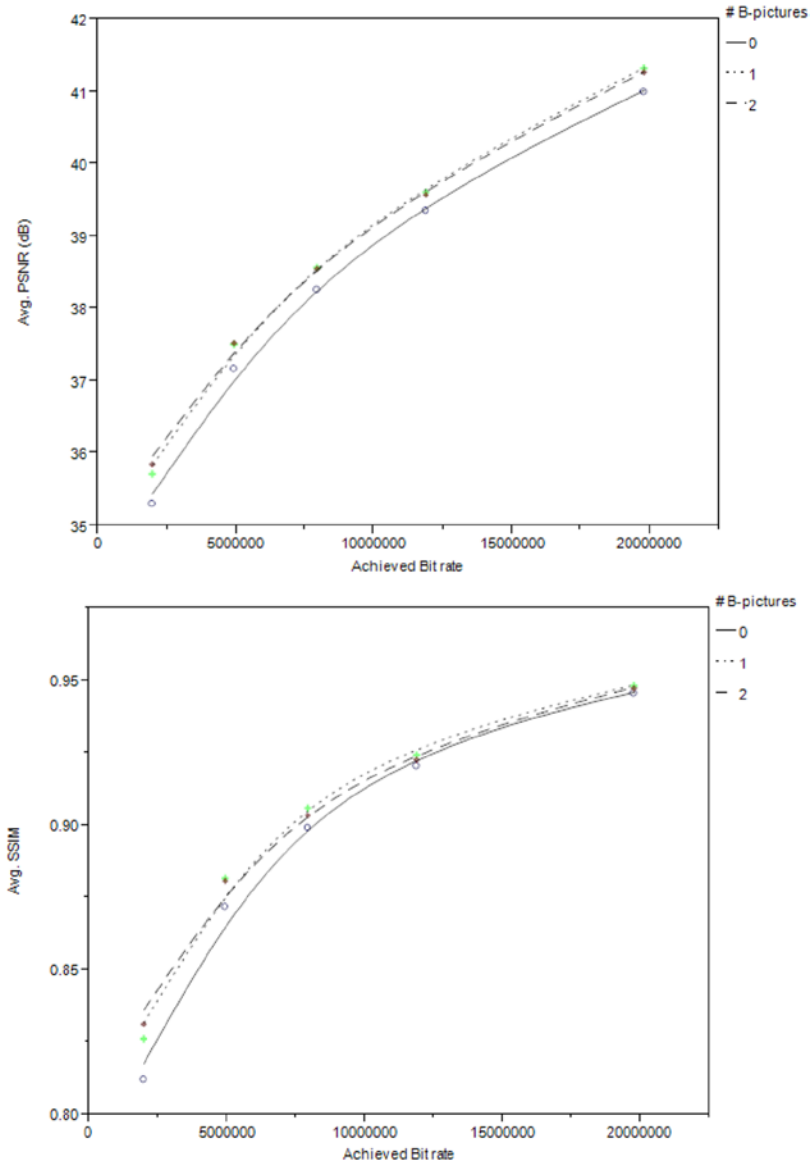 # B-pictures
0
1
2
42
41
40
39
38
37
36
35
Avg. PSNR (dB)
0 5000000 10000000 15000000 20000000
Achieved Bit rate
# B-pictures
0
1
2
0.95
0.90
0.85
0.80
Avg. SSIM
0 5000000 10000000 15000000 20000000
Achieved Bit rate